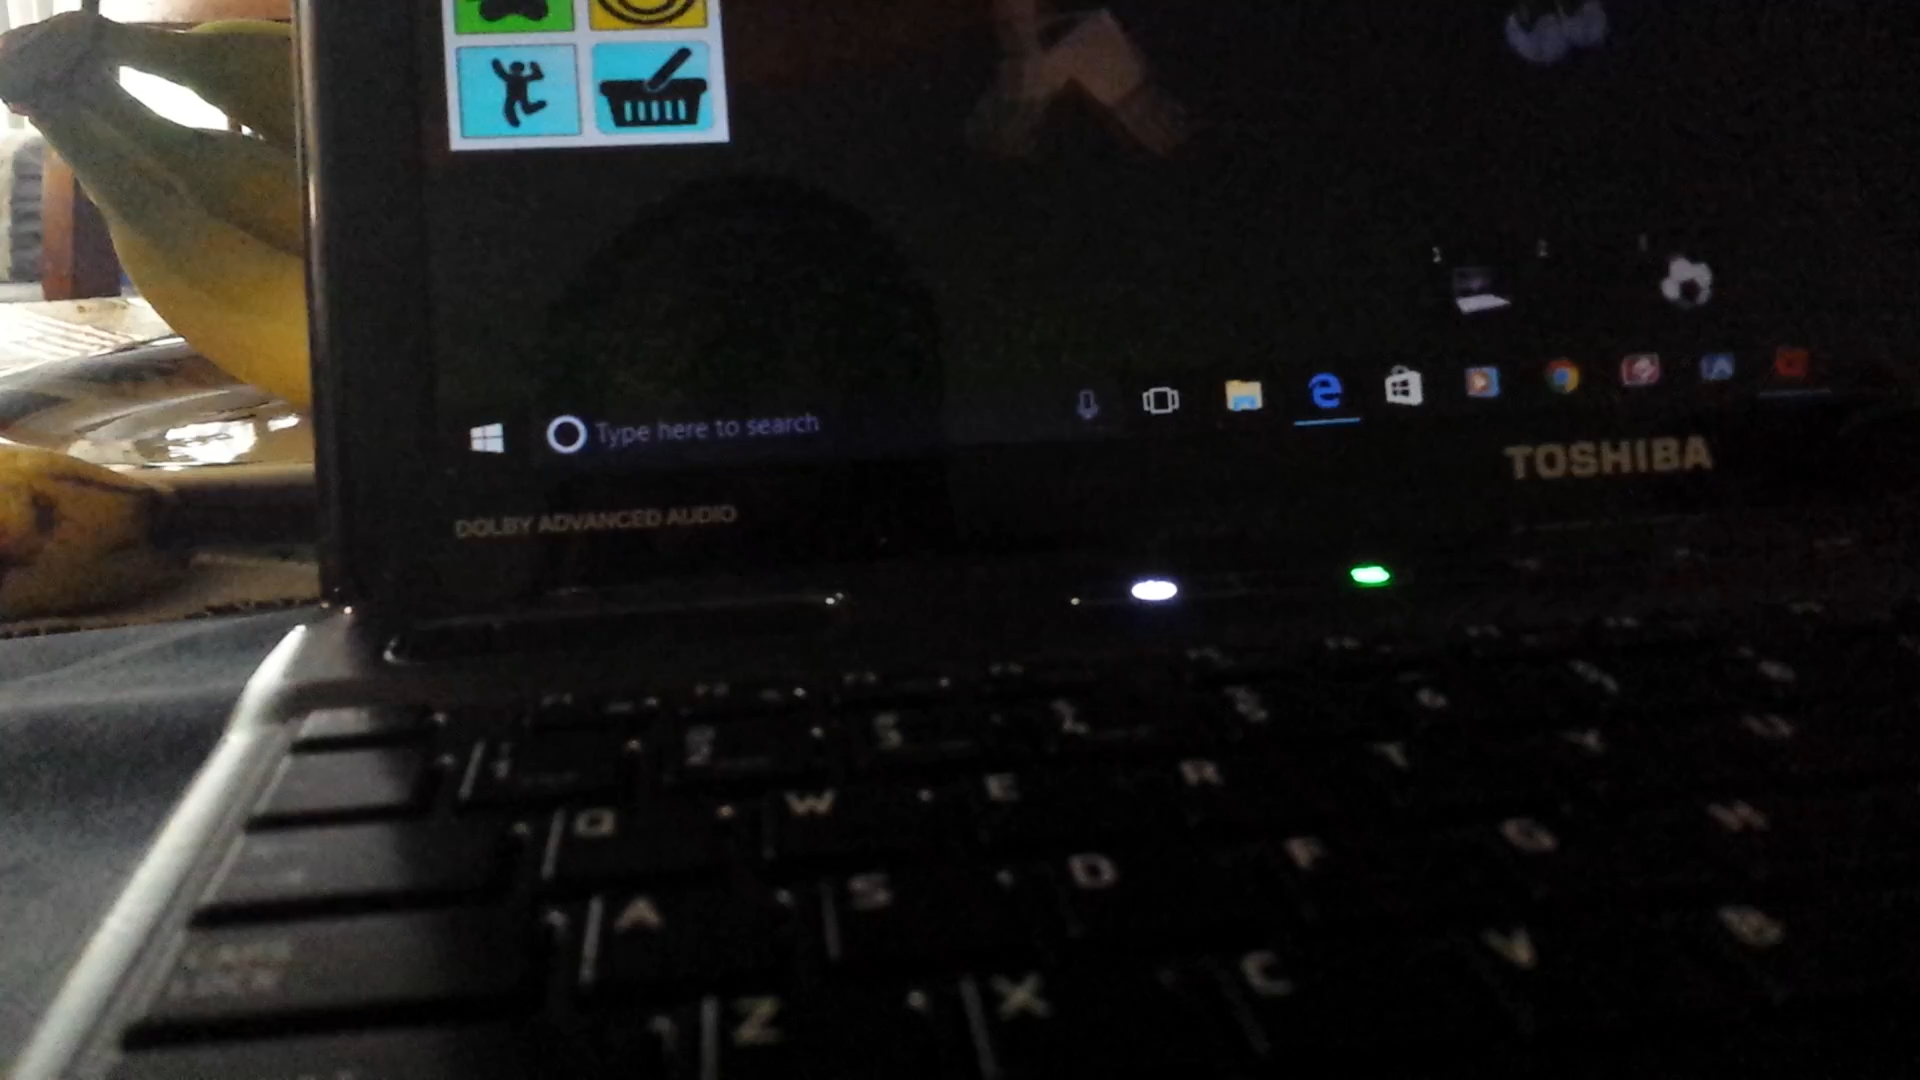 Type here to search
TOSHIBA
DOLBY ADVANCED AUDIO
Q W E R T Y U
A S D F G H
Z X C V B